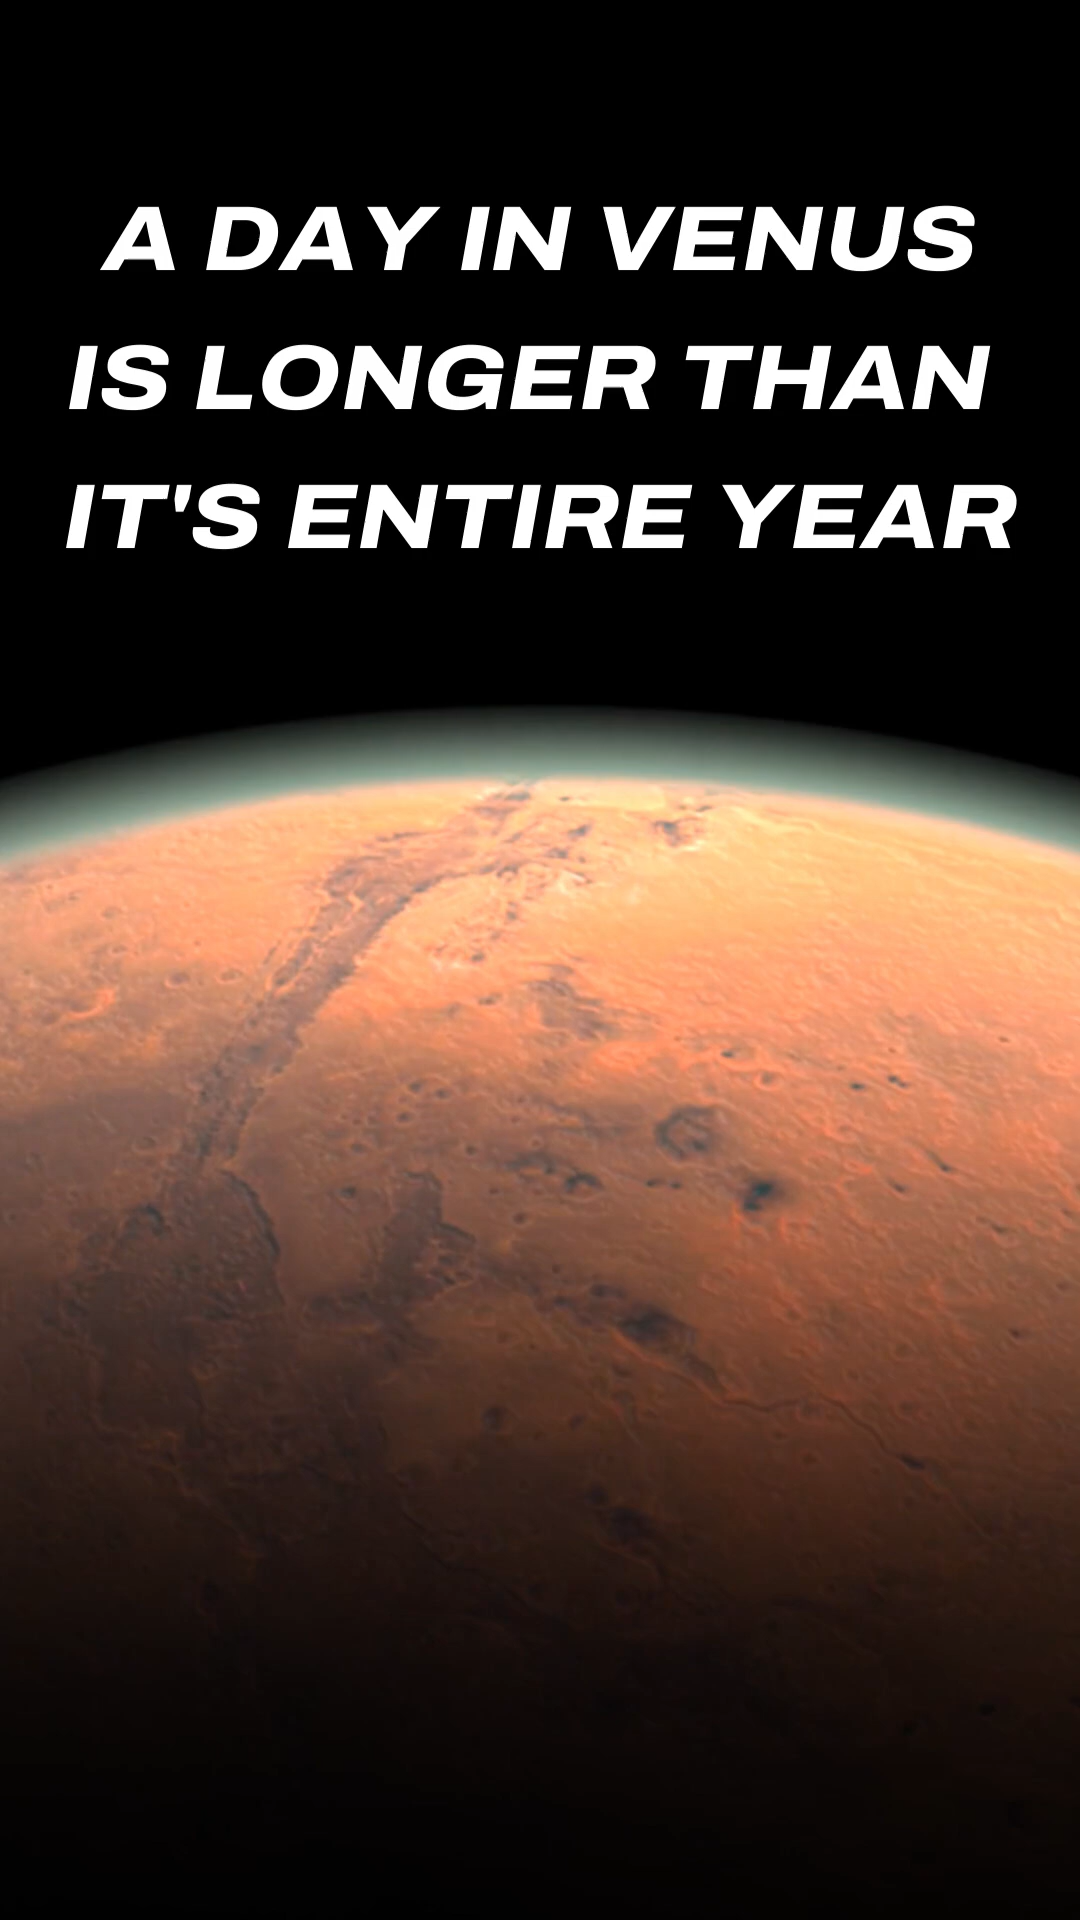 A DAY IN VENUS
IS LONGER THAN
IT'S ENTIRE YEAR